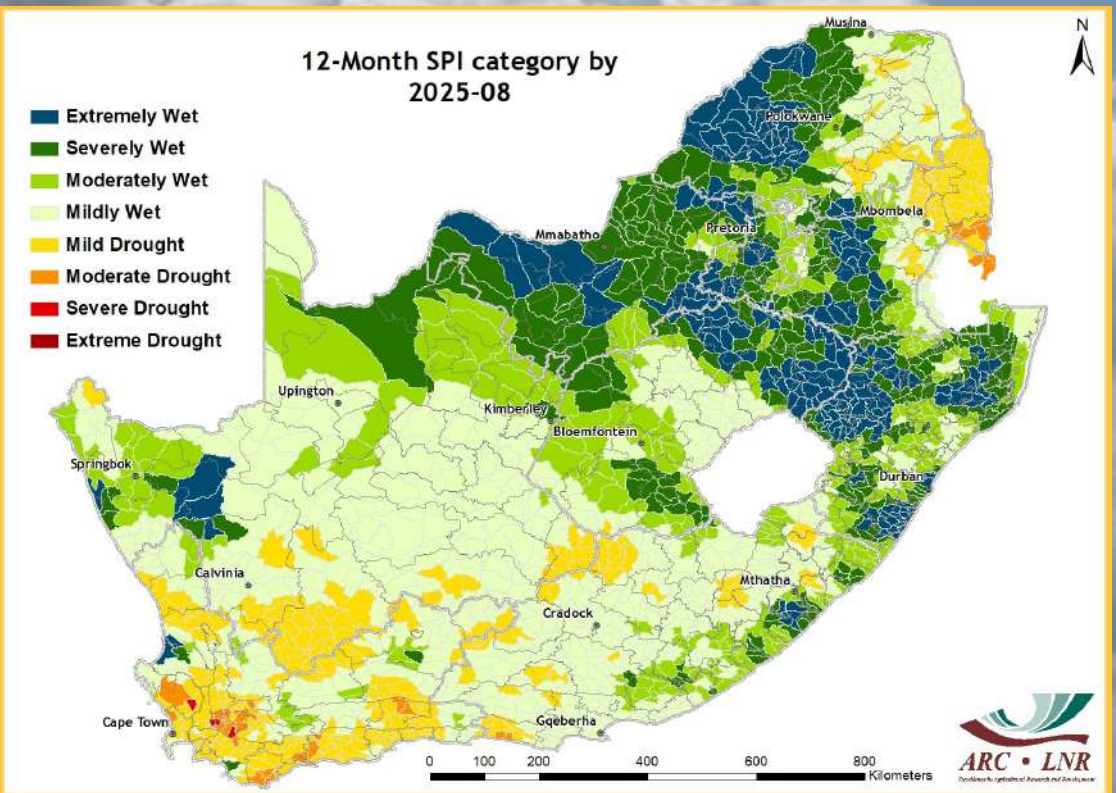 12-Month SPI category by
2025-08
N
Extremely Wet
Severely Wet
Moderately Wet
Mildly Wet
Mild Drought
Moderate Drought
Severe Drought
Extreme Drought
Musina
Polokwane
Mbombela
Pretoria
Mmabatho
Upington
Kimberley
Bloemfontein
Springbok
Durban
Calvinia
Mthatha
Cradock
Cape Town
Gqeberha
0 100 200 400 600 800
Kilometers
ARC • LNR